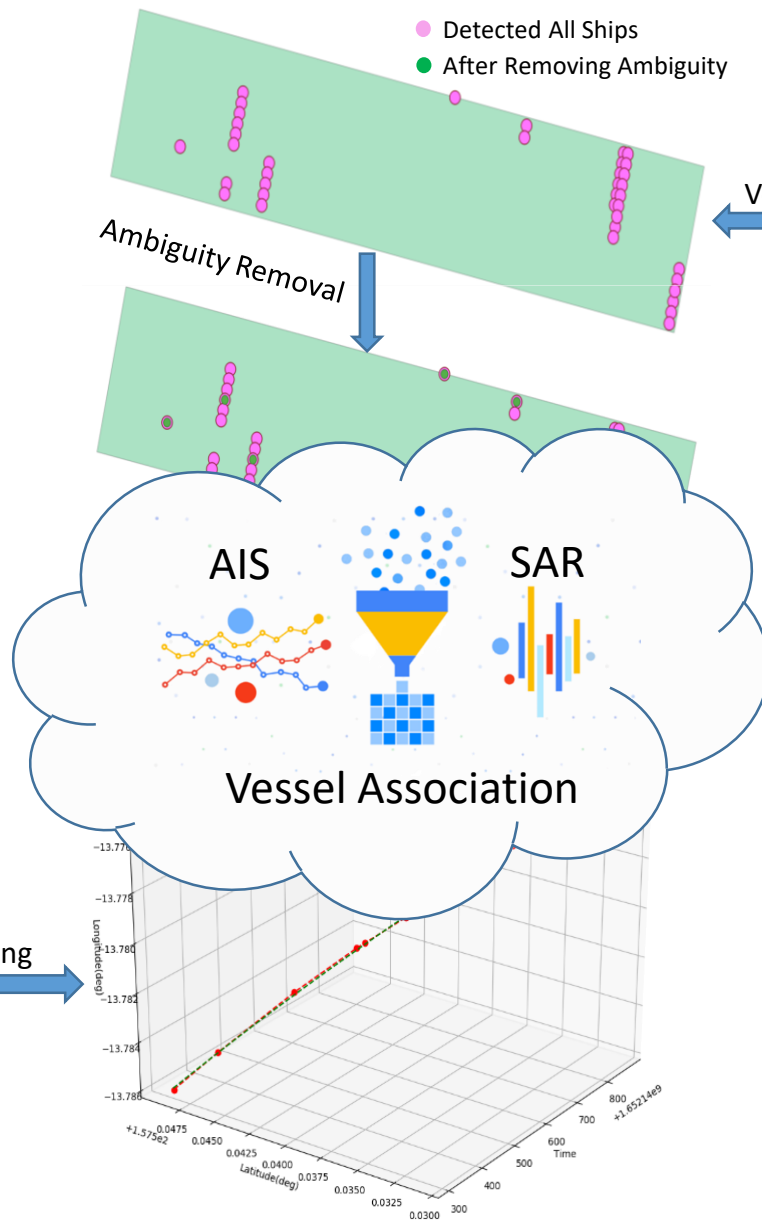 Detected All Ships
After Removing Ambiguity
V
Ambiguity Removal
AIS
SAR
Vessel Association
ng
−13.778
−13.780
−13.782
−13.784
Longitude(deg)
0.0475
0.0450
0.0425
0.0400
0.0375
0.0350
0.0325
0.0300
+1.575e2
Latitude(deg)
300
400
500
600
700
800
+1.65214e9
Time